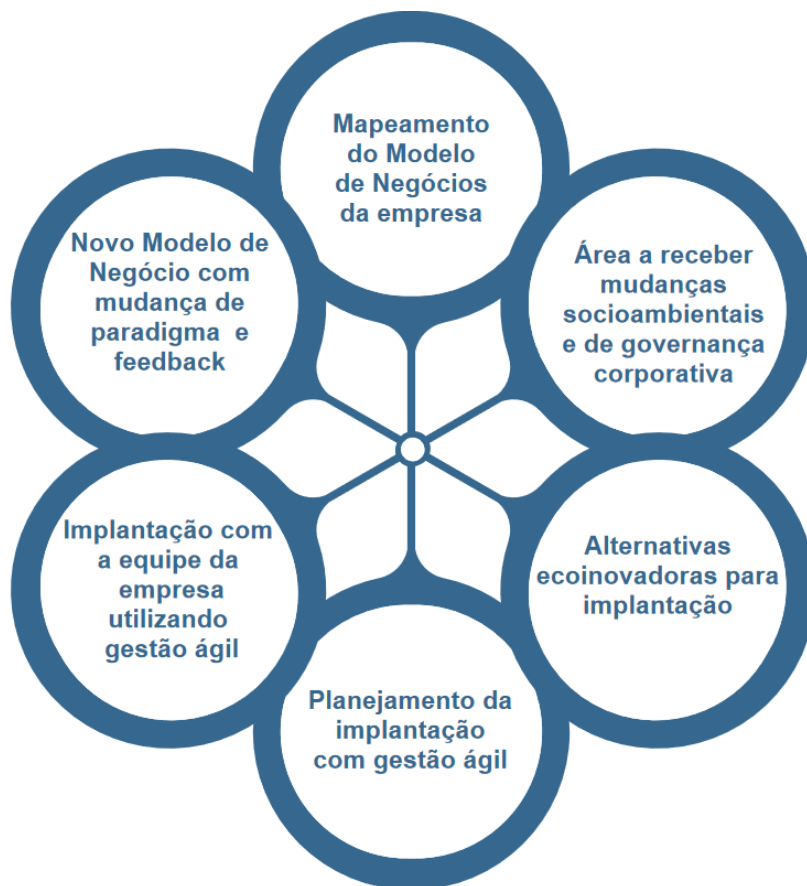 Mapeamento
do Modelo
de Negócios
da empresa
Área a receber
mudanças
socioambientais
e de governança
corporativa
Alternativas
ecoinovadoras para
implantação
Planejamento da
implantação
com gestão ágil
Implantação com
a equipe da
empresa
utilizando
gestão ágil
Novo Modelo de
Negócio com
mudança de
paradigma e
feedback